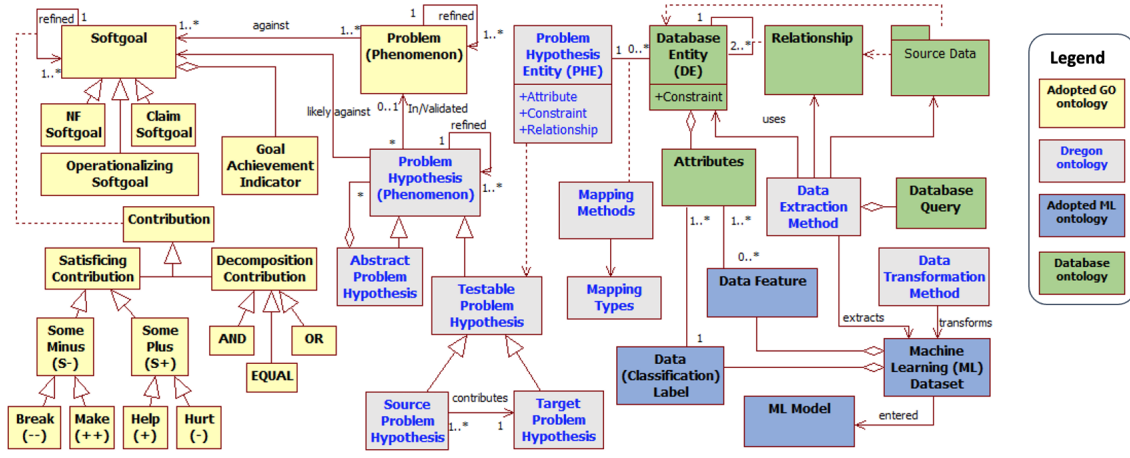 refined
1
1..*
Softgoal
1..*
against
1..*
Problem
(Phenomenon)
1
refined
1..*
NF
Softgoal
Claim
Softgoal
Operationalizing
Softgoal
Goal
Achievement
Indicator
likely against
0..1
In/Validated
*
1
refined
1..*
Problem
Hypothesis
(Phenomenon)
*
Abstract
Problem
Hypothesis
Testable
Problem
Hypothesis
Source
Problem
Hypothesis
contributes
1..*
1
Target
Problem
Hypothesis
Contribution
Satisficing
Contribution
Decomposition
Contribution
Some
Minus
(S-)
Some
Plus
(S+)
AND
OR
EQUAL
Break
(--)
Make
(++)
Help
(+)
Hurt
(-)
Problem
Hypothesis
Entity (PHE)
+Attribute
+Constraint
+Relationship
1
0..*
Database
Entity
(DE)
+Constraint
1
2..*
Relationship
Source Data
uses
Mapping
Methods
Mapping
Types
Attributes
1..*
1..*
0..*
1
Data
Extraction
Method
Database
Query
Data Feature
Data
Transformation
Method
extracts
transforms
Data
(Classification)
Label
Machine
Learning (ML)
Dataset
ML Model
entered
Legend
Adopted GO
ontology
Dregon
ontology
Adopted ML
ontology
Database
ontology